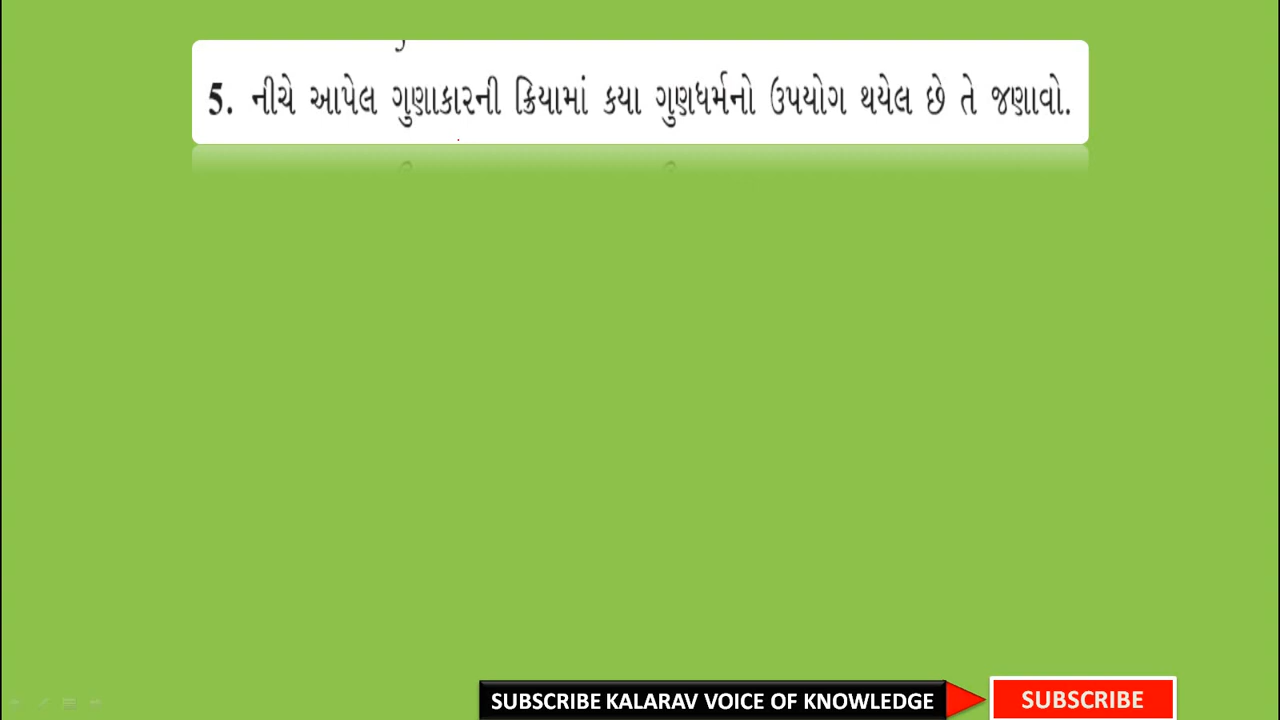 5. નીચે આપેલ ગુણાકારની ક્રિયામાં કયા ગુણધર્મનો ઉપયોગ થયેલ છે તે જણાવો.
SUBSCRIBE KALARAV VOICE OF KNOWLEDGE
SUBSCRIBE